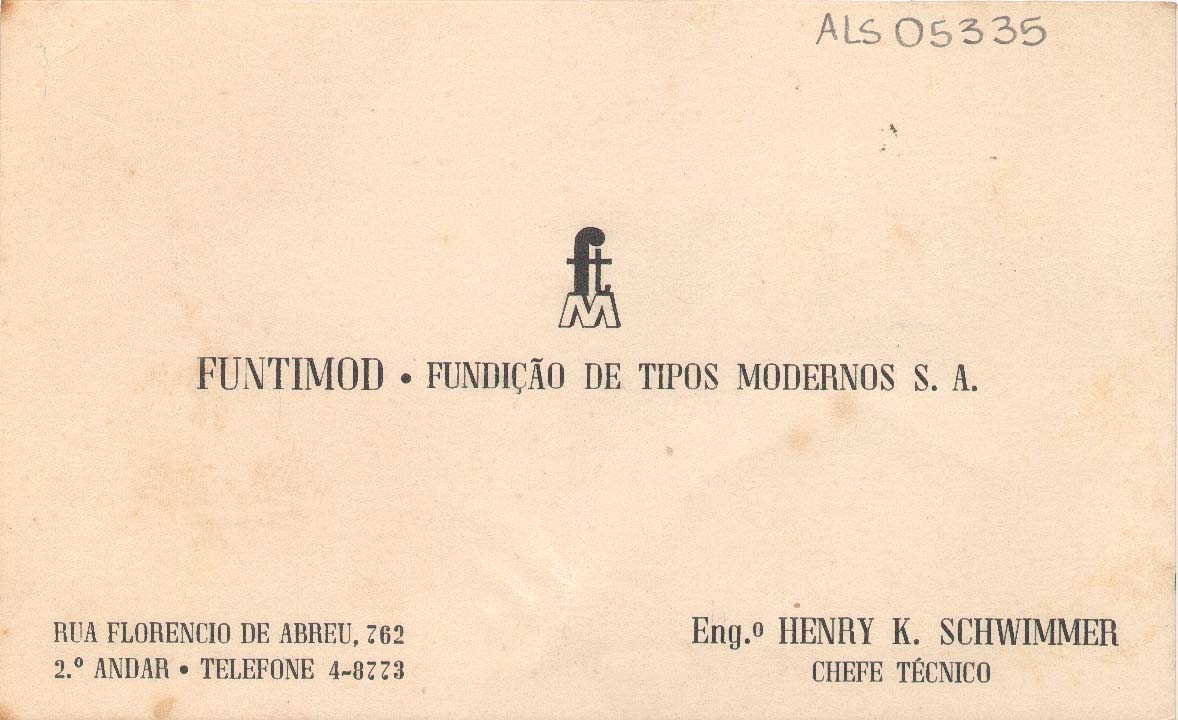 ALS 05335
ftM
FUNTIMOD • FUNDIÇÃO DE TIPOS MODERNOS S. A.
RUA FLORENCIO DE ABREU, 762
2.º ANDAR • TELEFONE 4-8773
Eng.º HENRY K. SCHWIMMER
CHEFE TÉCNICO